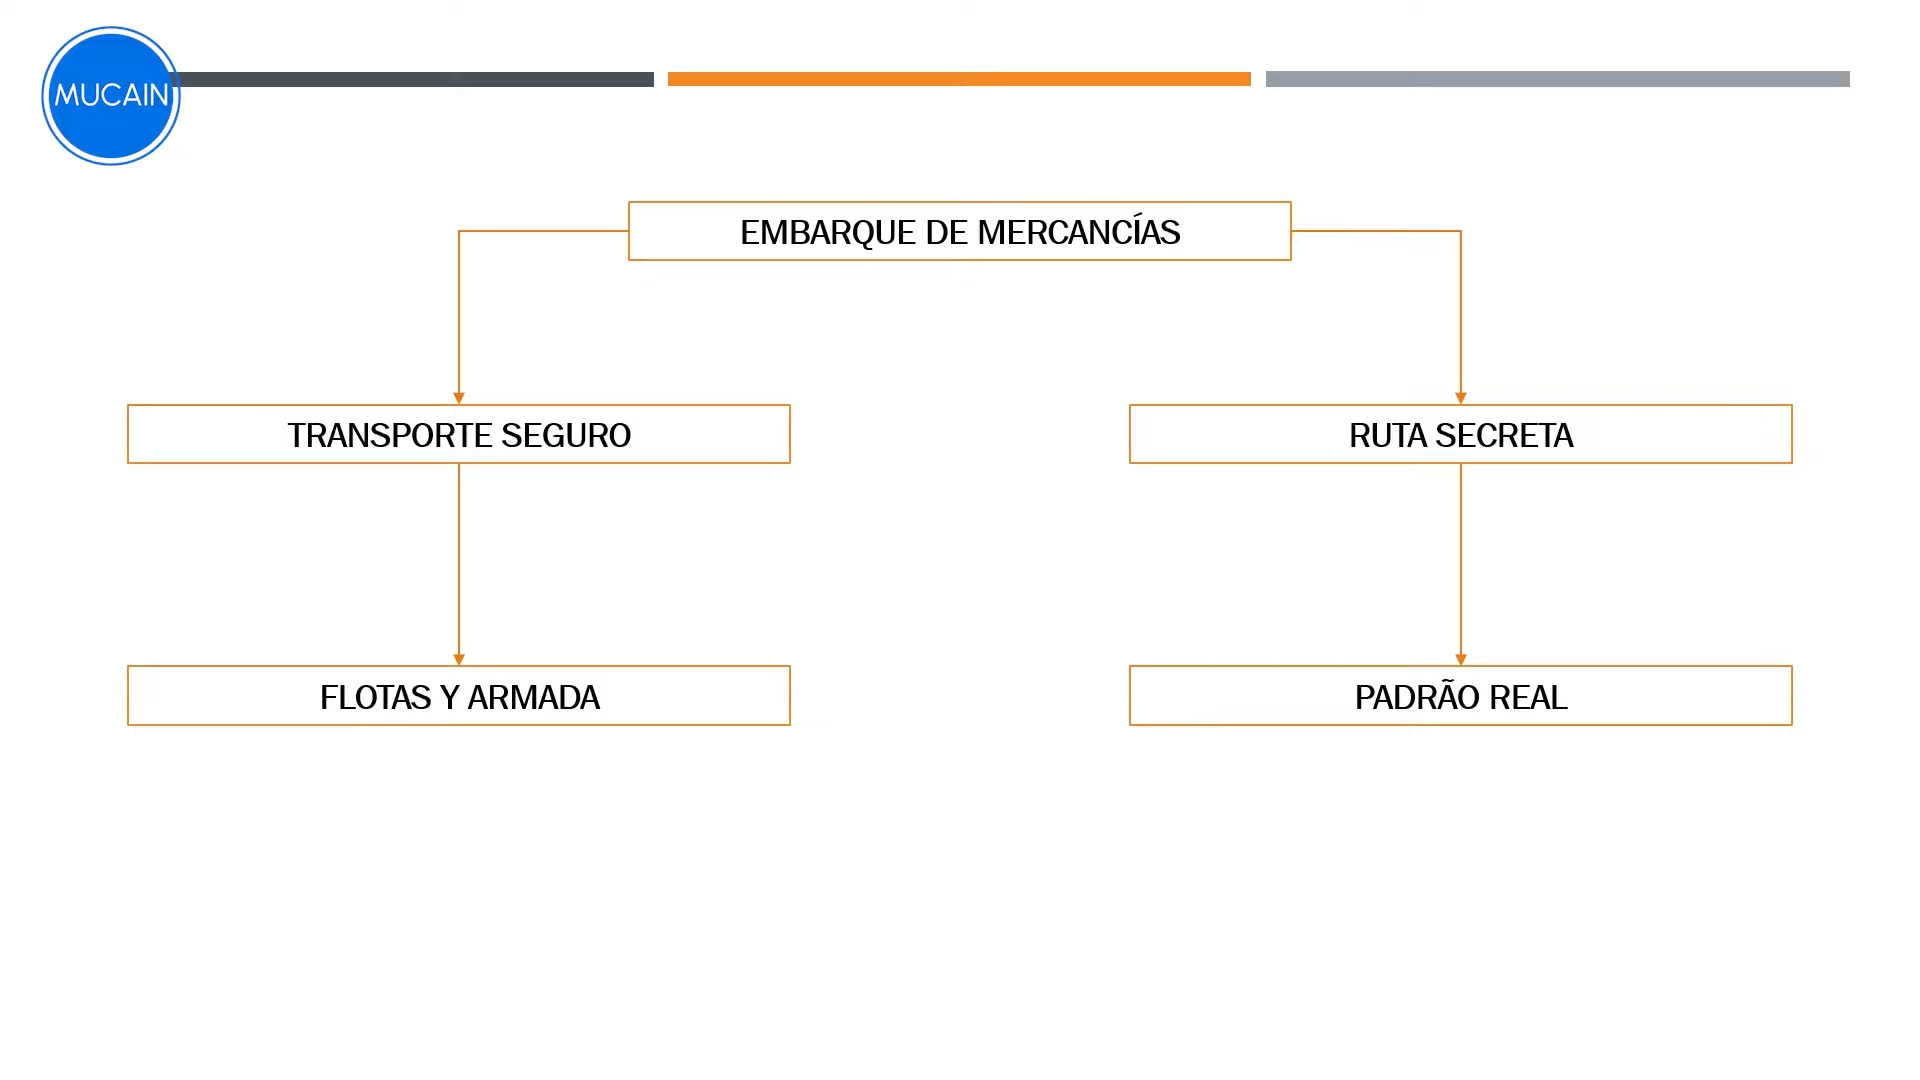 MUCAIN
EMBARQUE DE MERCANCÍAS
TRANSPORTE SEGURO
RUTA SECRETA
FLOTAS Y ARMADA
PADRÃO REAL